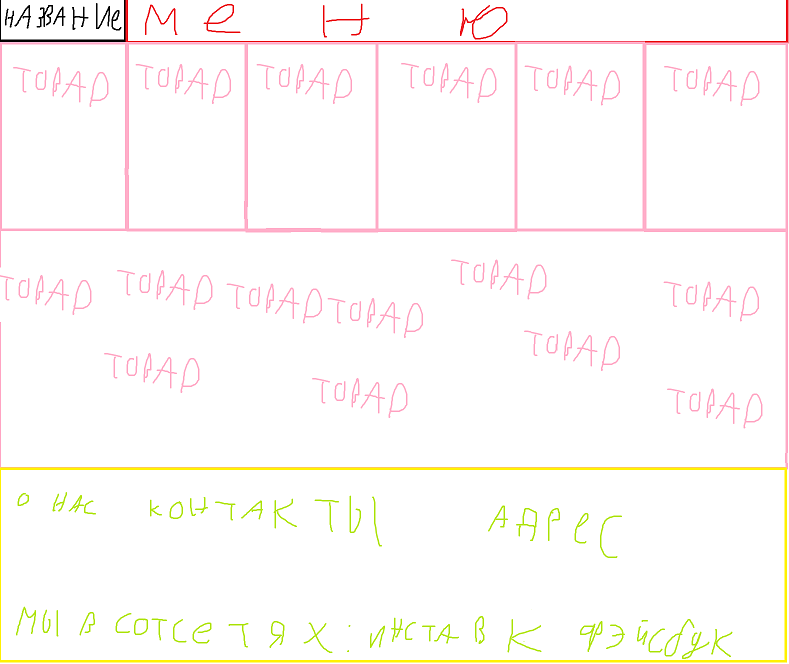 НАЗВАНИе МеНЮ
ТОВАР ТОВАР ТОВАР ТОВАР ТОВАР ТОВАР
ТОВАР ТОВАР ТОВАР ТОВАР ТОВАР ТОВАР
ТОВАР ТОВАР ТОВАР ТОВАР
О НАС КОНТАКТЫ АДРеС
МЫ В СОТСеТЯХ: ИНСТА В К ФЭЙСбуК